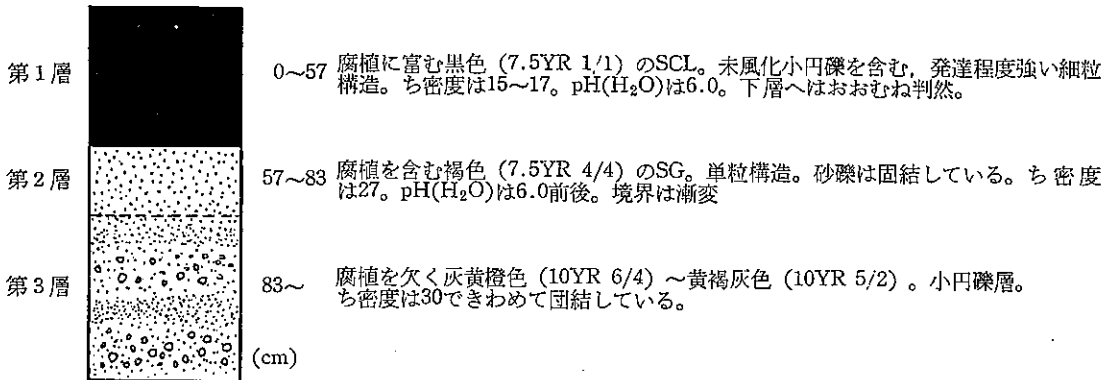 第1層
0~57 腐植に富む黒色 (7.5YR 1/1) のSCL。未風化小円礫を含む,発達程度強い細粒
構造。ち密度は15~17。pH(H₂O)は6.0。下層へはおおむね判然。
第2層
57~83 腐植を含む褐色 (7.5YR 4/4) のSG。単粒構造。砂礫は固結している。ち密度
は27。pH(H₂O)は6.0前後。境界は漸変
第3層
83~ 腐植を欠く灰黄橙色 (10YR 6/4) ~黄褐灰色 (10YR 5/2) 。小円礫層。
ち密度は30できわめて固結している。
(cm)